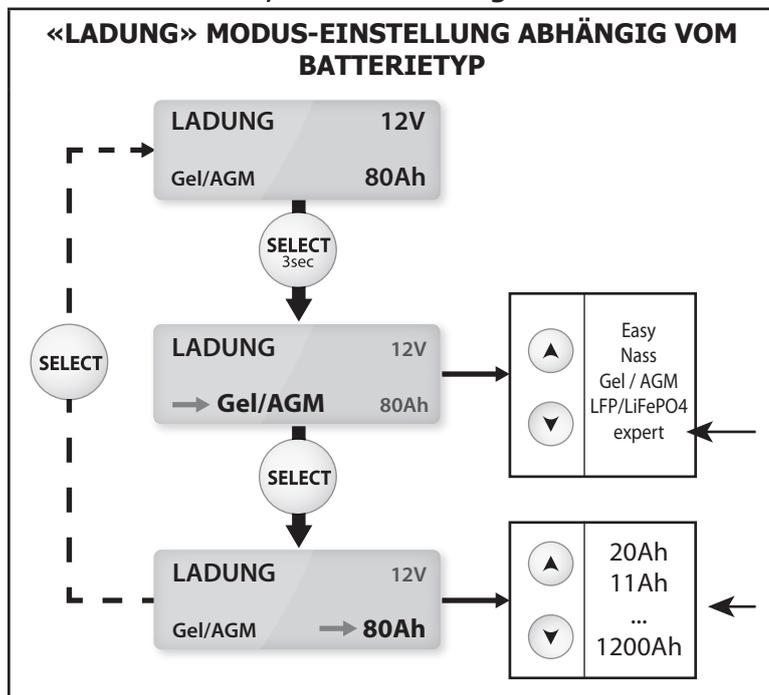 «LADUNG» MODUS-EINSTELLUNG ABHÄNGIG VOM
BATTERIETYP
LADUNG 12V
Gel/AGM 80Ah
SELECT
3sec
LADUNG 12V
Gel/AGM 80Ah
Easy
Nass
Gel / AGM
LFP/LiFePO4
expert
SELECT
SELECT
LADUNG 12V
Gel/AGM 80Ah
20Ah
11Ah
...
1200Ah